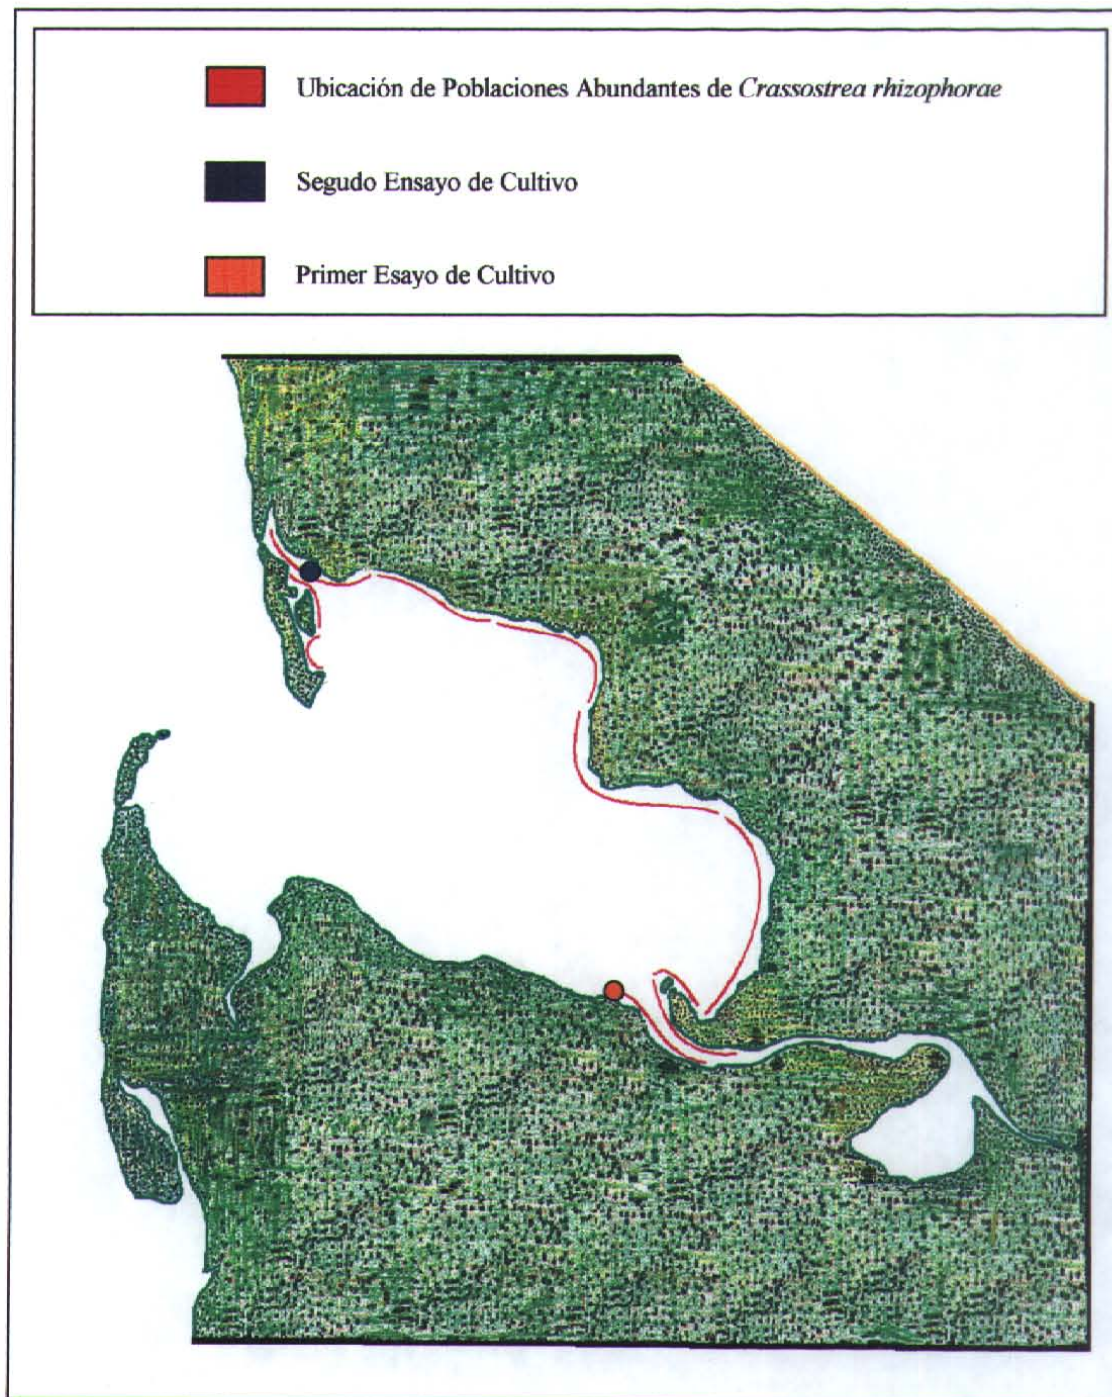 Ubicación de Poblaciones Abundantes de Crassostrea rhizophorae
Segudo Ensayo de Cultivo
Primer Esayo de Cultivo